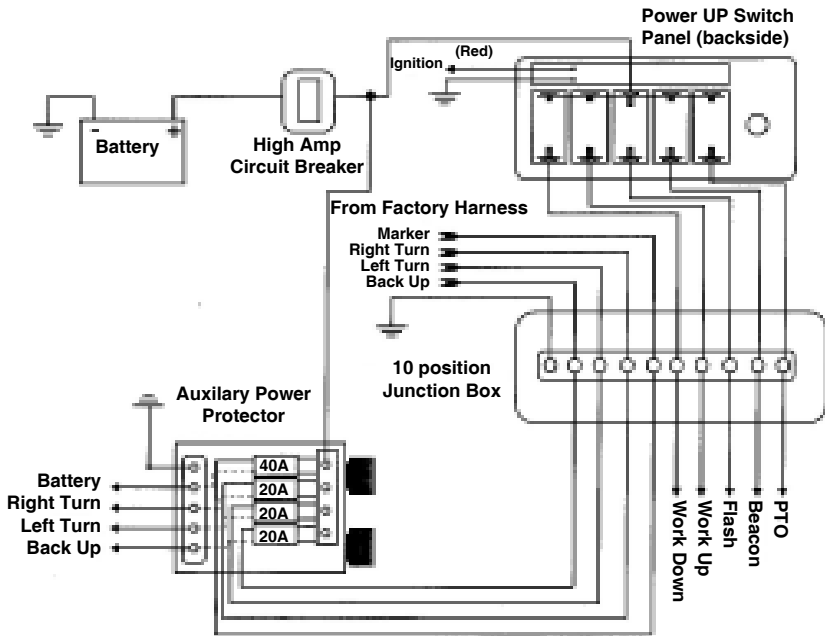 Power UP Switch
Panel (backside)
(Red)
Ignition
Battery
-
+
High Amp
Circuit Breaker
From Factory Harness
Marker
Right Turn
Left Turn
Back Up
10 position
Junction Box
Auxilary Power
Protector
40A
20A
20A
20A
Battery
Right Turn
Left Turn
Back Up
Work Down
Work Up
Flash
Beacon
PTO